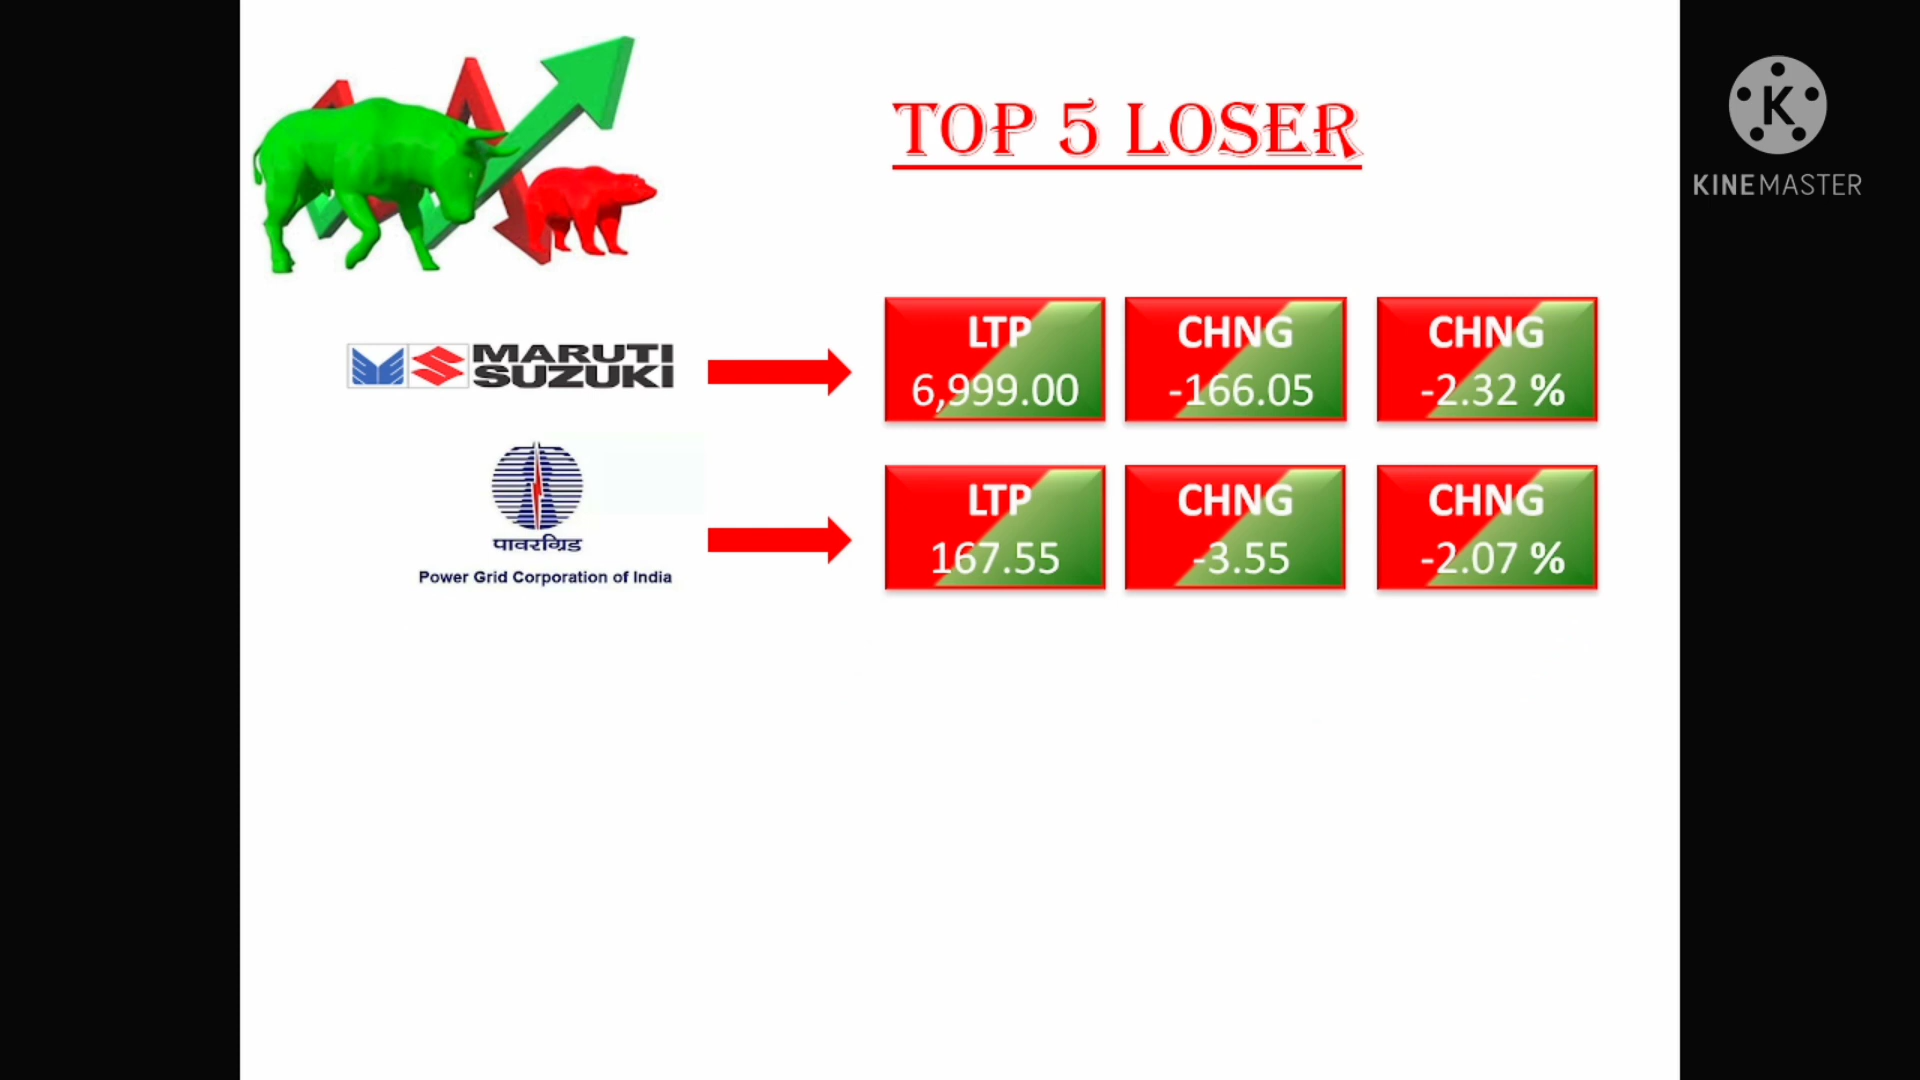 TOP 5 LOSER
K
KINEMASTER
MARUTI
SUZUKI
LTP
6,999.00
CHNG
-166.05
CHNG
-2.32 %
पावरग्रिड
Power Grid Corporation of India
LTP
167.55
CHNG
-3.55
CHNG
-2.07 %